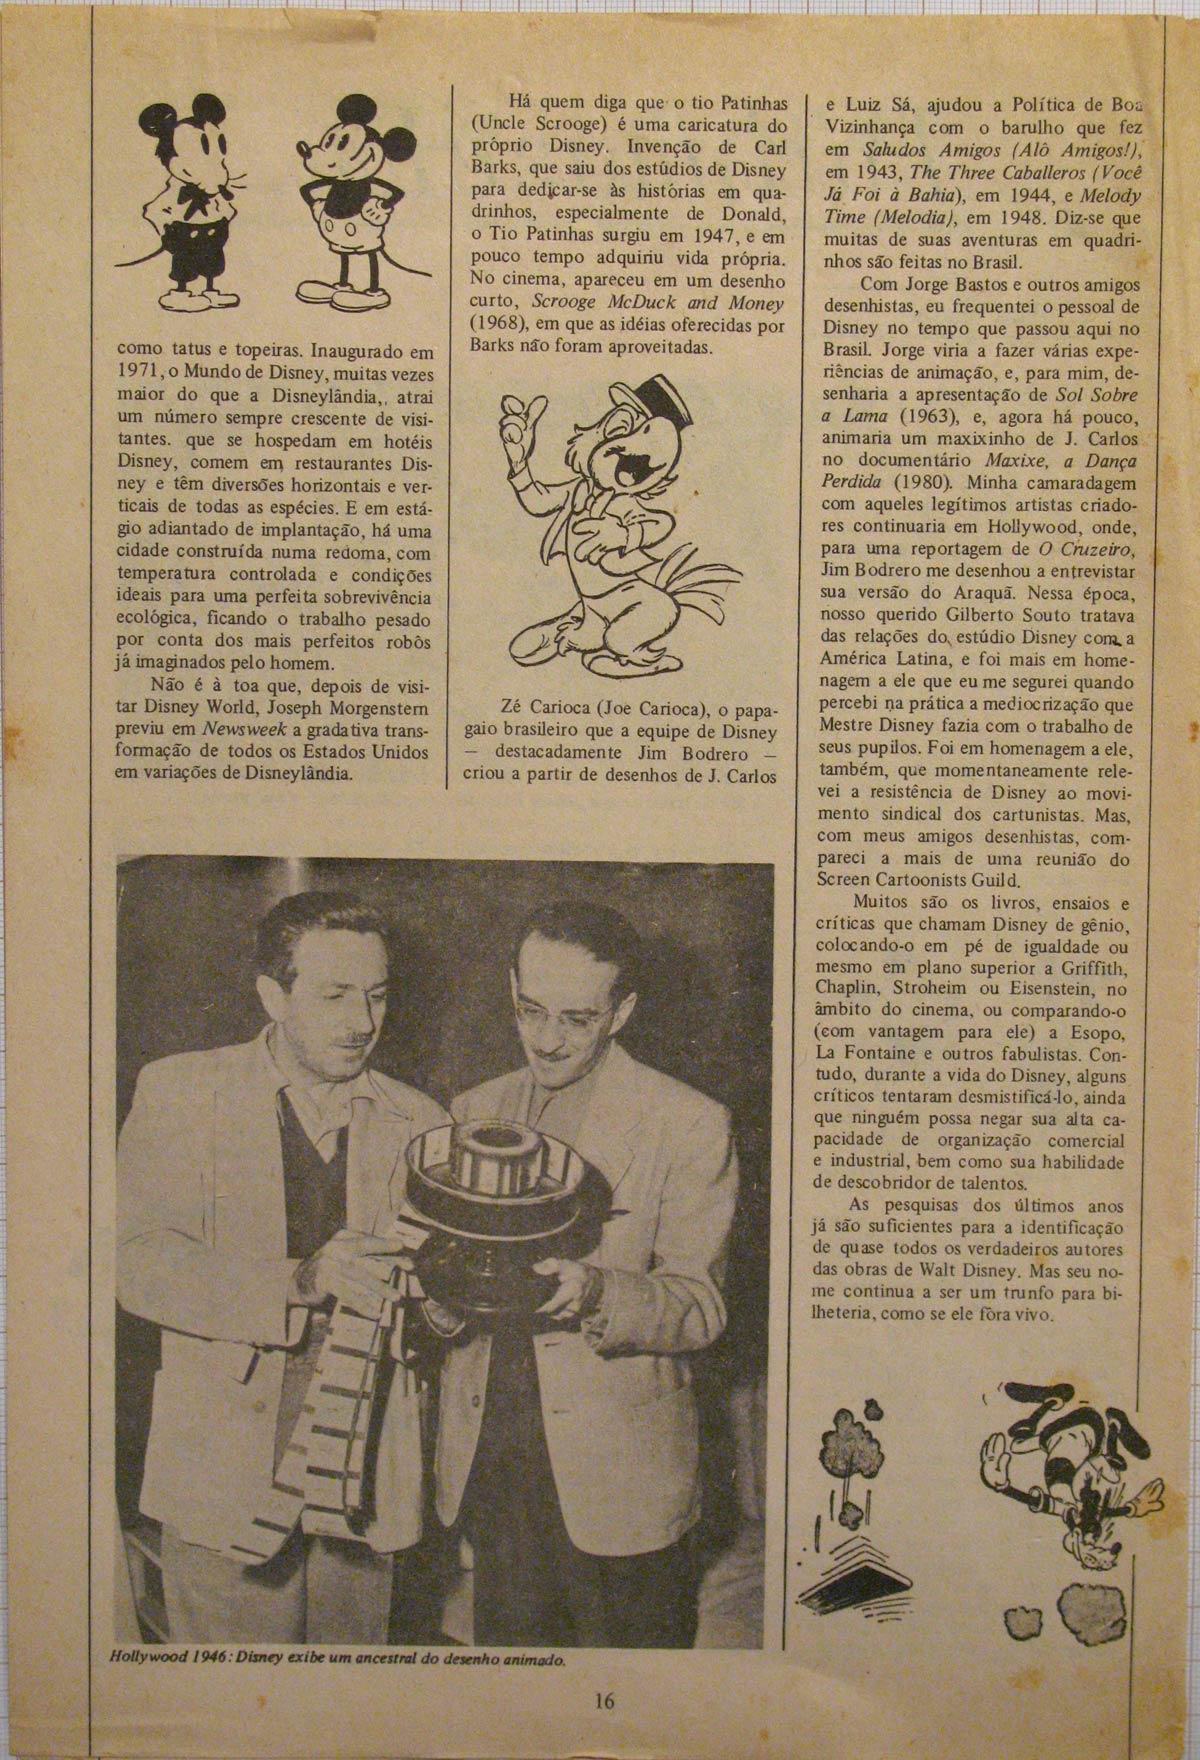 como tatus e topeiras. Inaugurado em
1971, o Mundo de Disney, muitas vezes
maior do que a Disneylândia,, atrai
um número sempre crescente de visi-
tantes. que se hospedam em hotéis
Disney, comem em restaurantes Dis-
ney e têm diversões horizontais e ver-
ticais de todas as espécies. E em está-
gio adiantado de implantação, há uma
cidade construída numa redoma, com
temperatura controlada e condições
ideais para uma perfeita sobrevivência
ecológica, ficando o trabalho pesado
por conta dos mais perfeitos robôs
já imaginados pelo homem.
Não é à toa que, depois de visi-
tar Disney World, Joseph Morgenstern
previu em Newsweek a gradativa trans-
formação de todos os Estados Unidos
em variações de Disneylândia.
Há quem diga que o tio Patinhas
(Uncle Scrooge) é uma caricatura do
próprio Disney. Invenção de Carl
Barks, que saiu dos estúdios de Disney
para dedicar-se às histórias em qua-
drinhos, especialmente de Donald,
o Tio Patinhas surgiu em 1947, e em
pouco tempo adquiriu vida própria.
No cinema, apareceu em um desenho
curto, Scrooge McDuck and Money
(1968), em que as idéias oferecidas por
Barks não foram aproveitadas.
Zé Carioca (Joe Carioca), o papa-
gaio brasileiro que a equipe de Disney
— destacadamente Jim Bodrero —
criou a partir de desenhos de J. Carlos
e Luiz Sá, ajudou a Política de Boa
Vizinhança com o barulho que fez
em Saludos Amigos (Alô Amigos!),
em 1943, The Three Caballeros (Você
Já Foi à Bahia), em 1944, e Melody
Time (Melodia), em 1948. Diz-se que
muitas de suas aventuras em quadri-
nhos são feitas no Brasil.
Com Jorge Bastos e outros amigos
desenhistas, eu frequentei o pessoal de
Disney no tempo que passou aqui no
Brasil. Jorge viria a fazer várias expe-
riências de animação, e, para mim, de-
senharia a apresentação de Sol Sobre
a Lama (1963), e, agora há pouco,
animaria um maxixinho de J. Carlos
no documentário Maxixe, a Dança
Perdida (1980). Minha camaradagem
com aqueles legítimos artistas criado-
res continuaria em Hollywood, onde,
para uma reportagem de O Cruzeiro,
Jim Bodrero me desenhou a entrevistar
sua versão do Araquã. Nessa época,
nosso querido Gilberto Souto tratava
das relações do estúdio Disney com a
América Latina, e foi mais em home-
nagem a ele que eu me segurei quando
percebi na prática a mediocrização que
Mestre Disney fazia com o trabalho de
seus pupilos. Foi em homenagem a ele,
também, que momentaneamente rele-
vei a resistência de Disney ao movi-
mento sindical dos cartunistas. Mas,
com meus amigos desenhistas, com-
pareci a mais de uma reunião do
Screen Cartoonists Guild.
Muitos são os livros, ensaios e
críticas que chamam Disney de gênio,
colocando-o em pé de igualdade ou
mesmo em plano superior a Griffith,
Chaplin, Stroheim ou Eisenstein, no
âmbito do cinema, ou comparando-o
(com vantagem para ele) a Esopo,
La Fontaine e outros fabulistas. Con-
tudo, durante a vida do Disney, alguns
críticos tentaram desmistificá-lo, ainda
que ninguém possa negar sua alta ca-
pacidade de organização comercial
e industrial, bem como sua habilidade
de descobridor de talentos.
As pesquisas dos últimos anos
já são suficientes para a identificação
de quase todos os verdadeiros autores
das obras de Walt Disney. Mas seu no-
me continua a ser um trunfo para bi-
lheteria, como se ele fôra vivo.
Hollywood 1946: Disney exibe um ancestral do desenho animado.
16